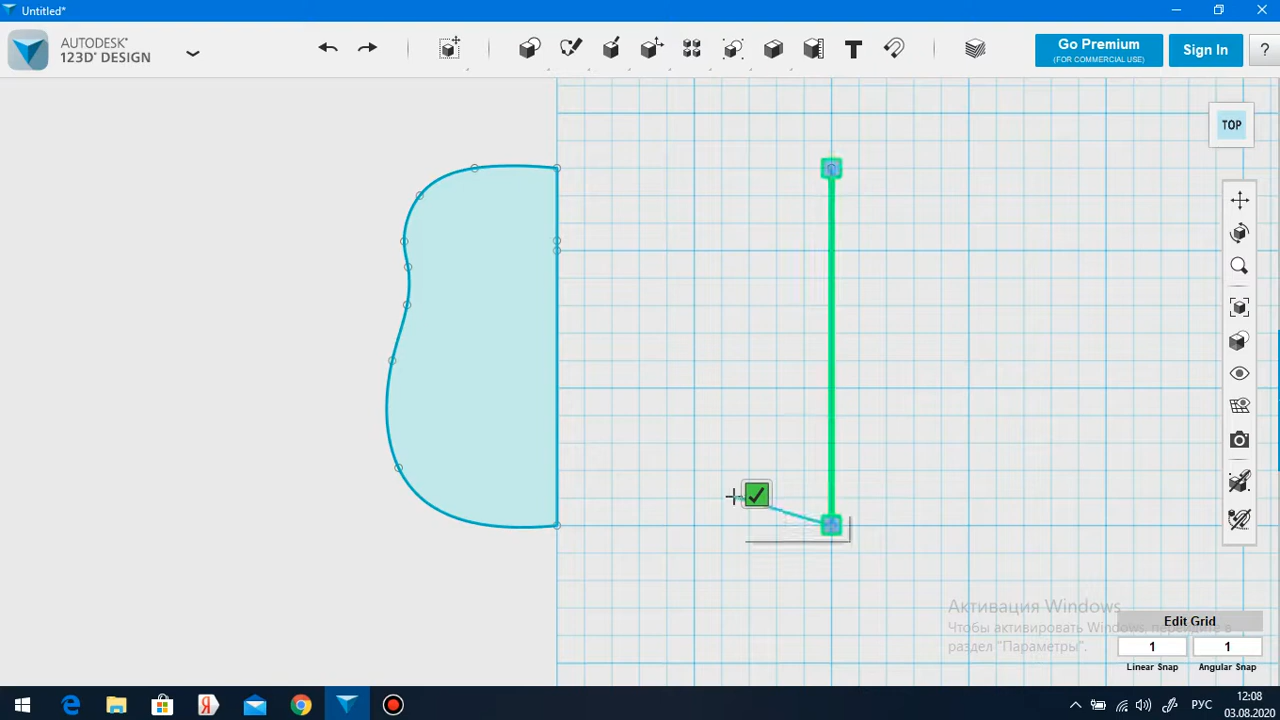 Untitled*
AUTODESK®
123D® DESIGN
T
Go Premium
(FOR COMMERCIAL USE)
Sign In
?
TOP
Активация Windows
Edit Grid
Чтобы активировать Windows, перейдите в
раздел "Параметры".
1
1
Linear Snap
Angular Snap
РУС
12:08
03.08.2020